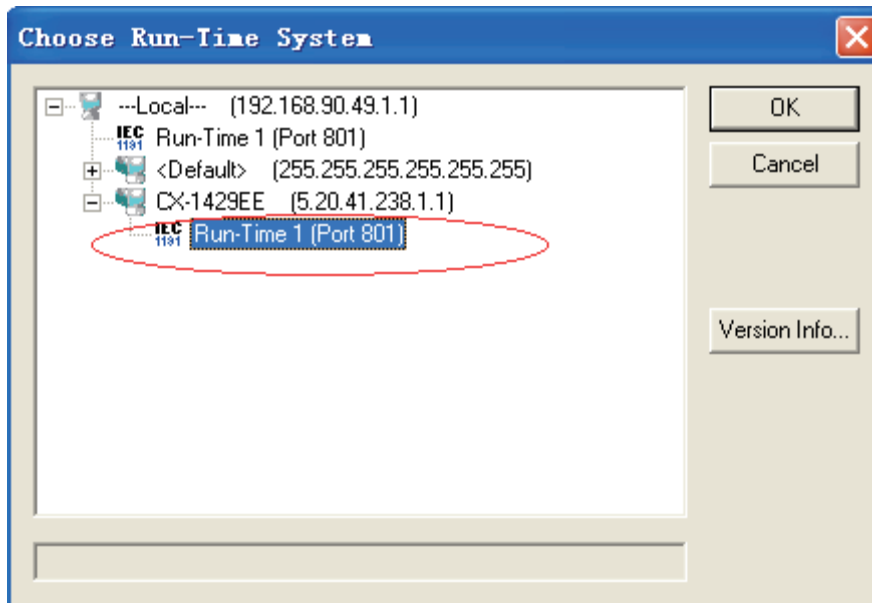 Choose Run-Time System
---Local--- (192.168.90.49.1.1)
IEC 1131 Run-Time 1 (Port 801)
<Default> (255.255.255.255.255.255)
CX-1429EE (5.20.41.238.1.1)
IEC 1131 Run-Time 1 (Port 801)
OK
Cancel
Version Info...